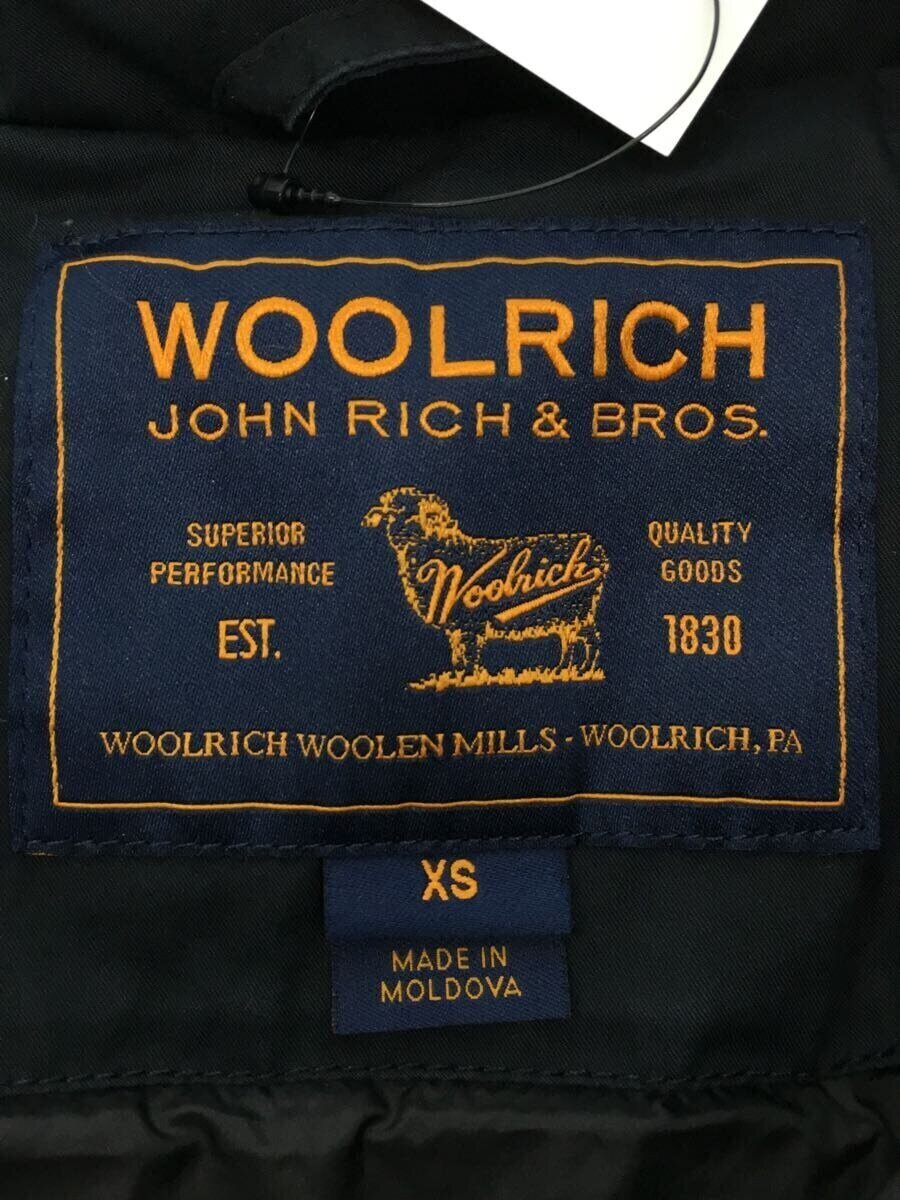 WOOLRICH
JOHN RICH & BROS.
SUPERIOR
PERFORMANCE
EST.
Woolrich
QUALITY
GOODS
1830
WOOLRICH WOOLEN MILLS - WOOLRICH, PA
XS
MADE IN
MOLDOVA